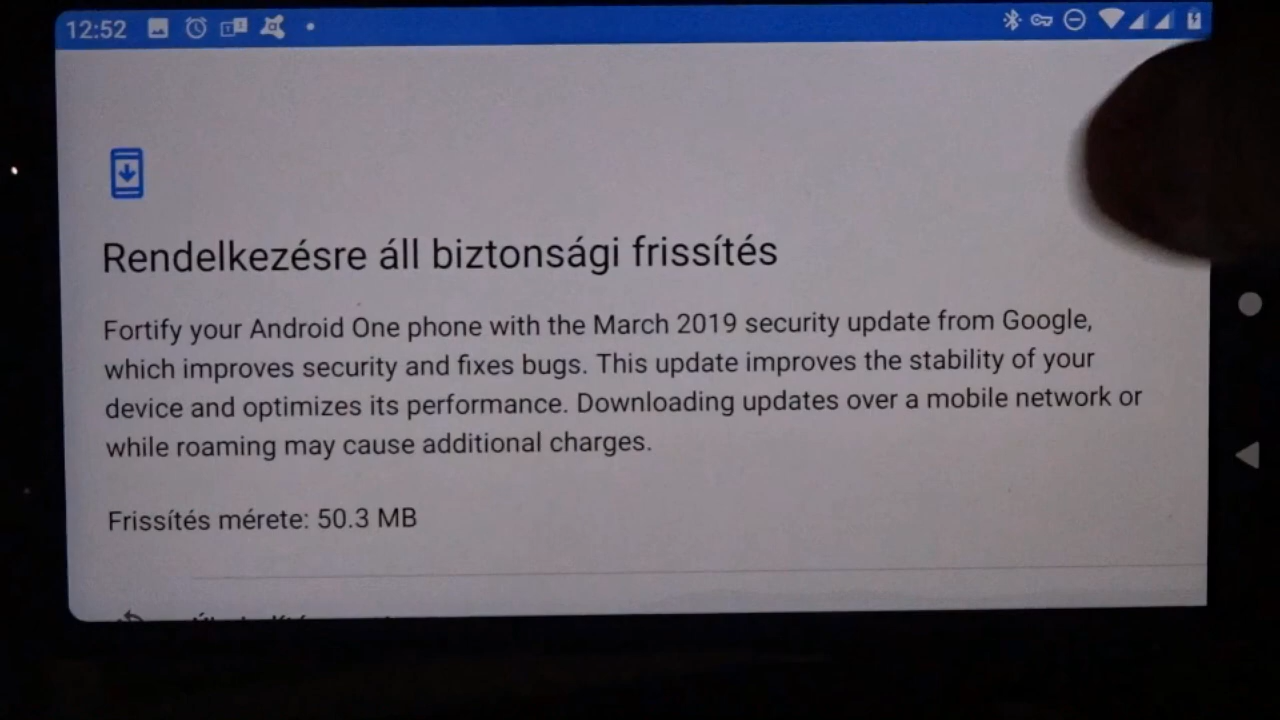 12:52
Rendelkezésre áll biztonsági frissítés
Fortify your Android One phone with the March 2019 security update from Google,
which improves security and fixes bugs. This update improves the stability of your
device and optimizes its performance. Downloading updates over a mobile network or
while roaming may cause additional charges.
Frissítés mérete: 50.3 MB